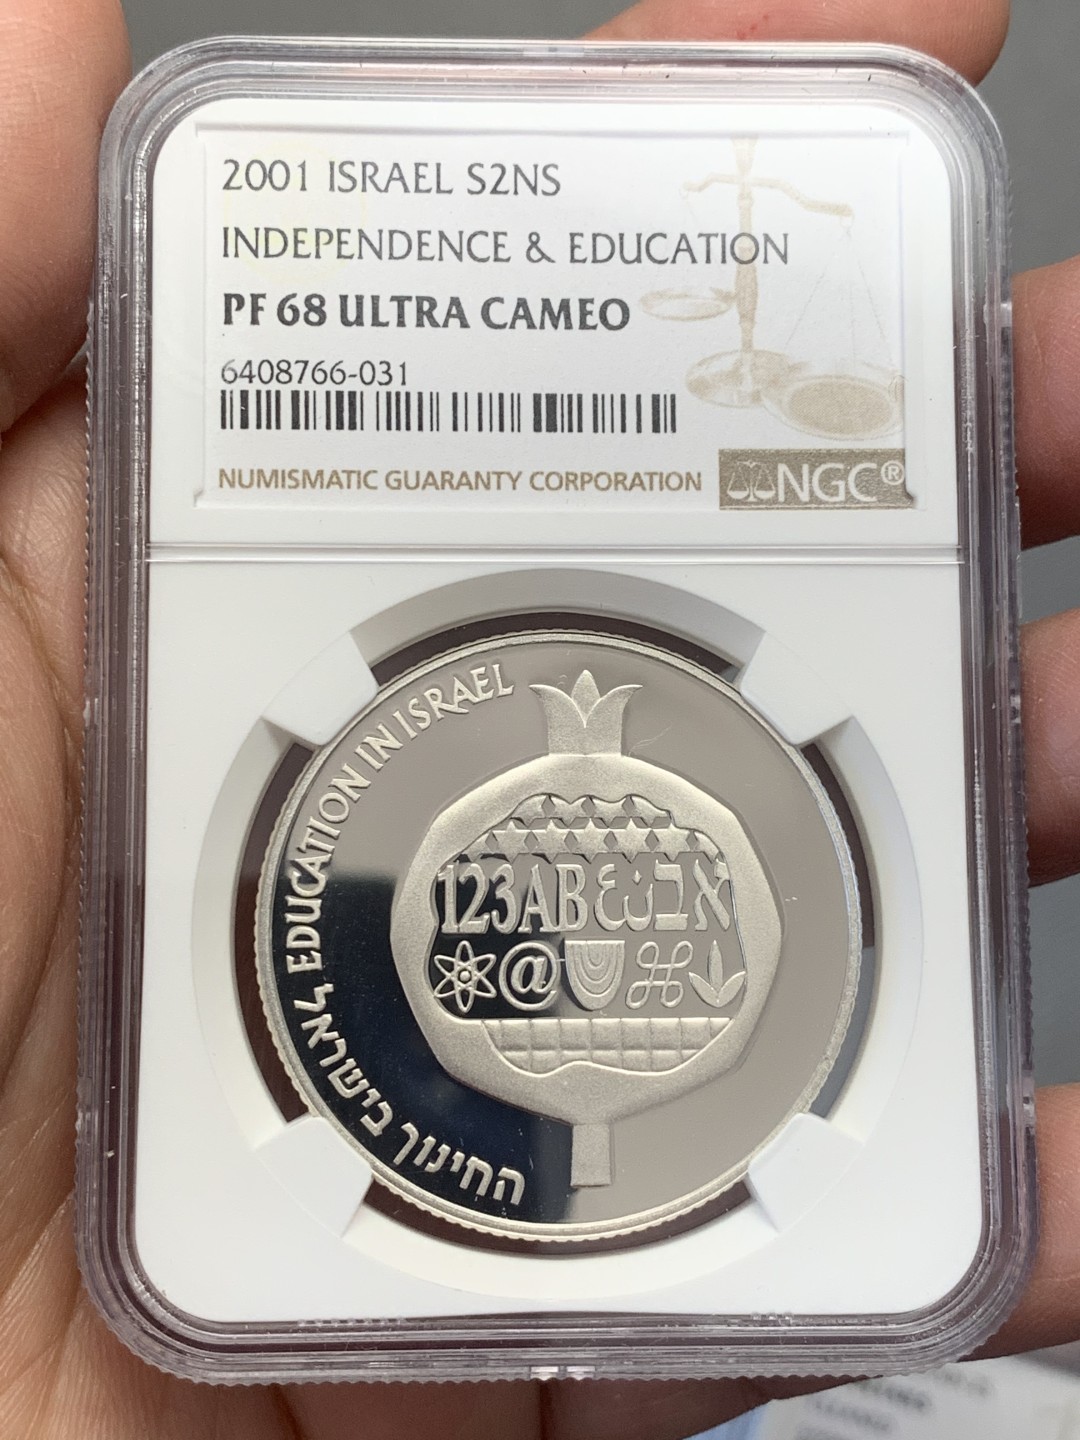 2001 ISRAEL S2NS
INDEPENDENCE & EDUCATION
PF 68 ULTRA CAMEO
6408766-031
NUMISMATIC GUARANTY CORPORATION
NGC®
EDUCATION IN ISRAEL
החינוך בישראל
123ABعאב
@ ⌘